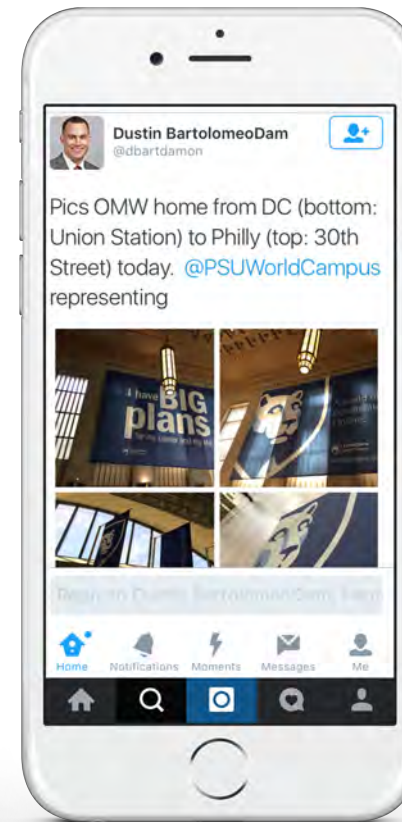 Dustin BartolomeoDam
@dbartdamon
Pics OMW home from DC (bottom:
Union Station) to Philly (top: 30th
Street) today. @PSUWorldCampus
representing
I have BIG
plans
Home
Notifications
Moments
Messages
Me